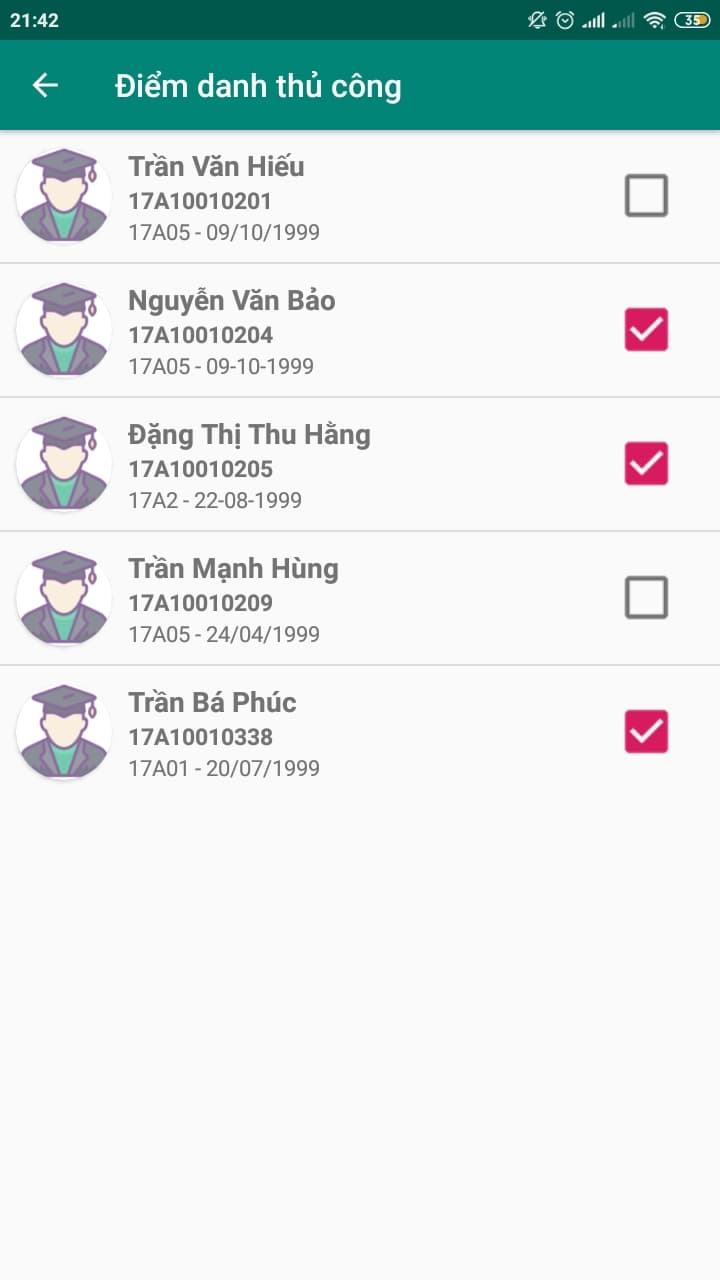 21:42
35
Điểm danh thủ công
Trần Văn Hiếu
17A10010201
17A05 - 09/10/1999
Nguyễn Văn Bảo
17A10010204
17A05 - 09-10-1999
Đặng Thị Thu Hằng
17A10010205
17A2 - 22-08-1999
Trần Mạnh Hùng
17A10010209
17A05 - 24/04/1999
Trần Bá Phúc
17A10010338
17A01 - 20/07/1999